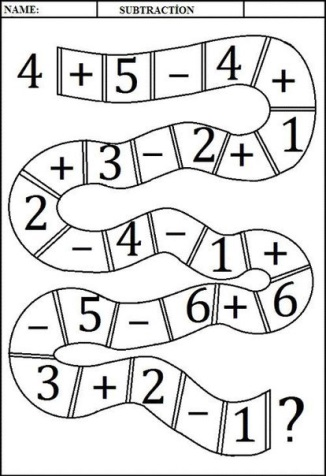 NAME: SUBTRACTİON
4 + 5 − 4 +
1
+ 2 − 3 +
2
− 4 − 1 +
6
+ 6 − 5 −
3 + 2 − 1 ?